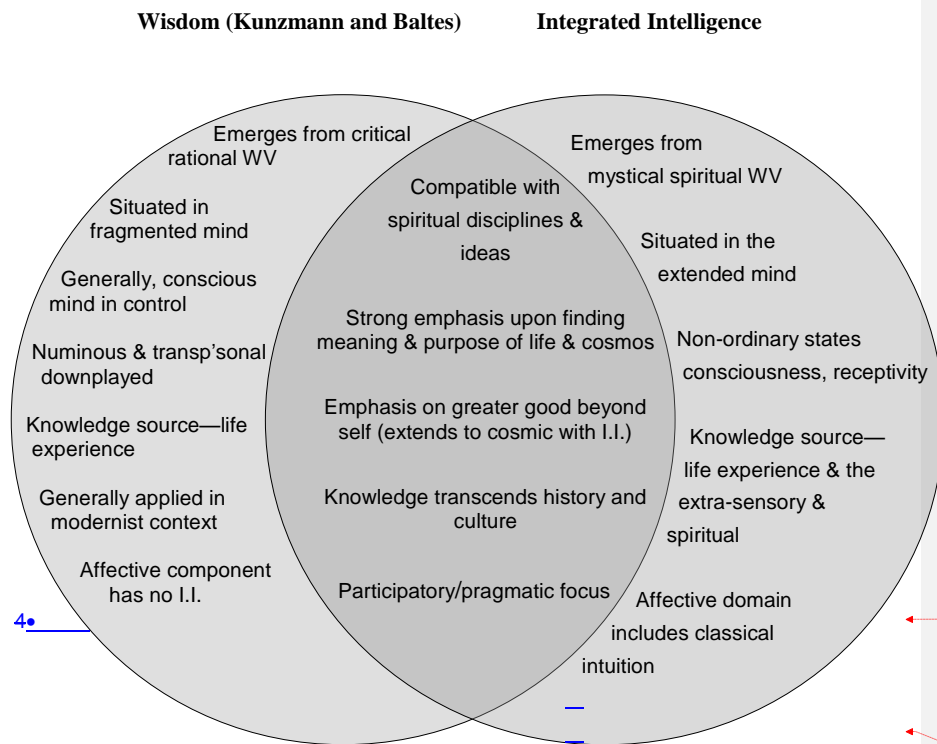 Wisdom (Kunzmann and Baltes)
Integrated Intelligence
Emerges from critical
rational WV
Situated in
fragmented mind
Generally, conscious
mind in control
Numinous & transp'sonal
downplayed
Knowledge source—life
experience
Generally applied in
modernist context
Affective component
has no I.I.
Compatible with
spiritual disciplines &
ideas
Strong emphasis upon finding
meaning & purpose of life & cosmos
Emphasis on greater good beyond
self (extends to cosmic with I.I.)
Knowledge transcends history and
culture
Participatory/pragmatic focus
Emerges from
mystical spiritual WV
Situated in the
extended mind
Non-ordinary states
consciousness, receptivity
Knowledge source—
life experience & the
extra-sensory &
spiritual
Affective domain
includes classical
intuition
4•